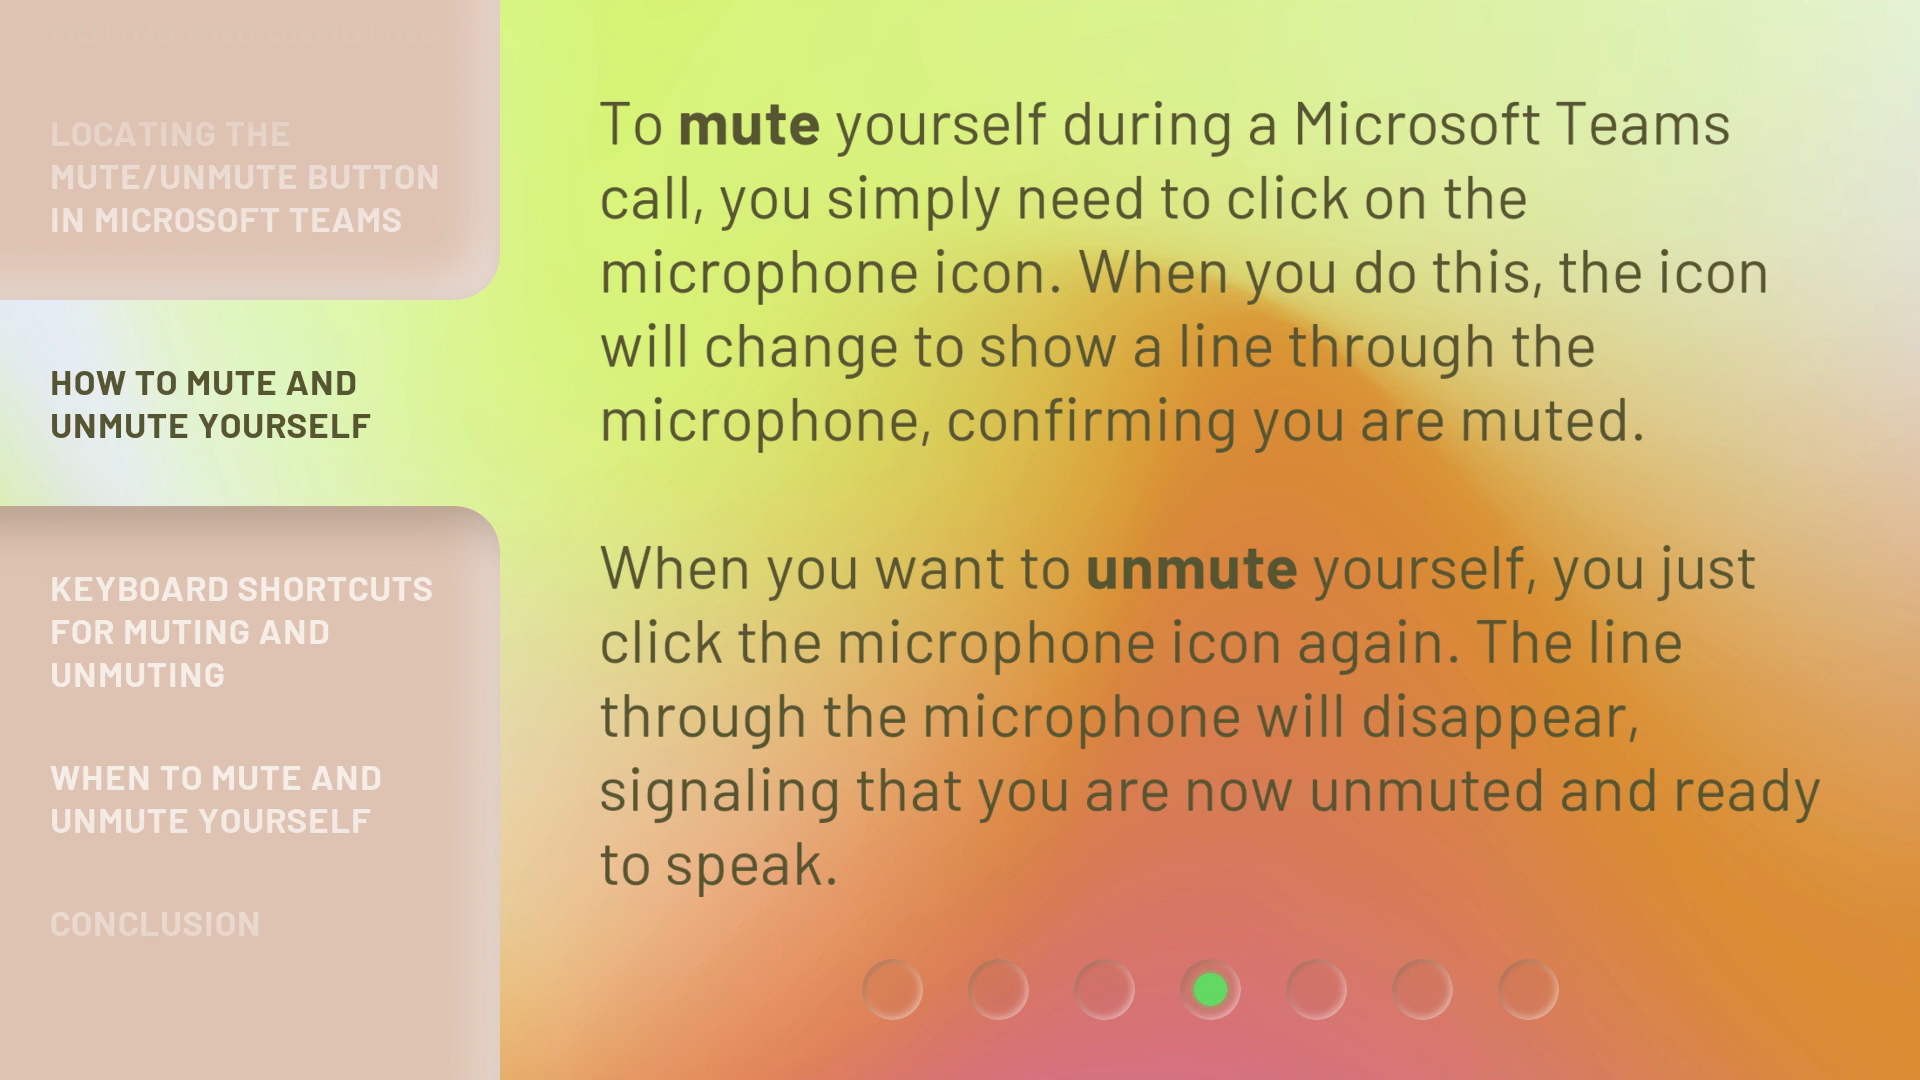 MUTING AND UNMUTING
LOCATING THE
MUTE/UNMUTE BUTTON
IN MICROSOFT TEAMS
HOW TO MUTE AND
UNMUTE YOURSELF
KEYBOARD SHORTCUTS
FOR MUTING AND
UNMUTING
WHEN TO MUTE AND
UNMUTE YOURSELF
CONCLUSION
To mute yourself during a Microsoft Teams
call, you simply need to click on the
microphone icon. When you do this, the icon
will change to show a line through the
microphone, confirming you are muted.
When you want to unmute yourself, you just
click the microphone icon again. The line
through the microphone will disappear,
signaling that you are now unmuted and ready
to speak.